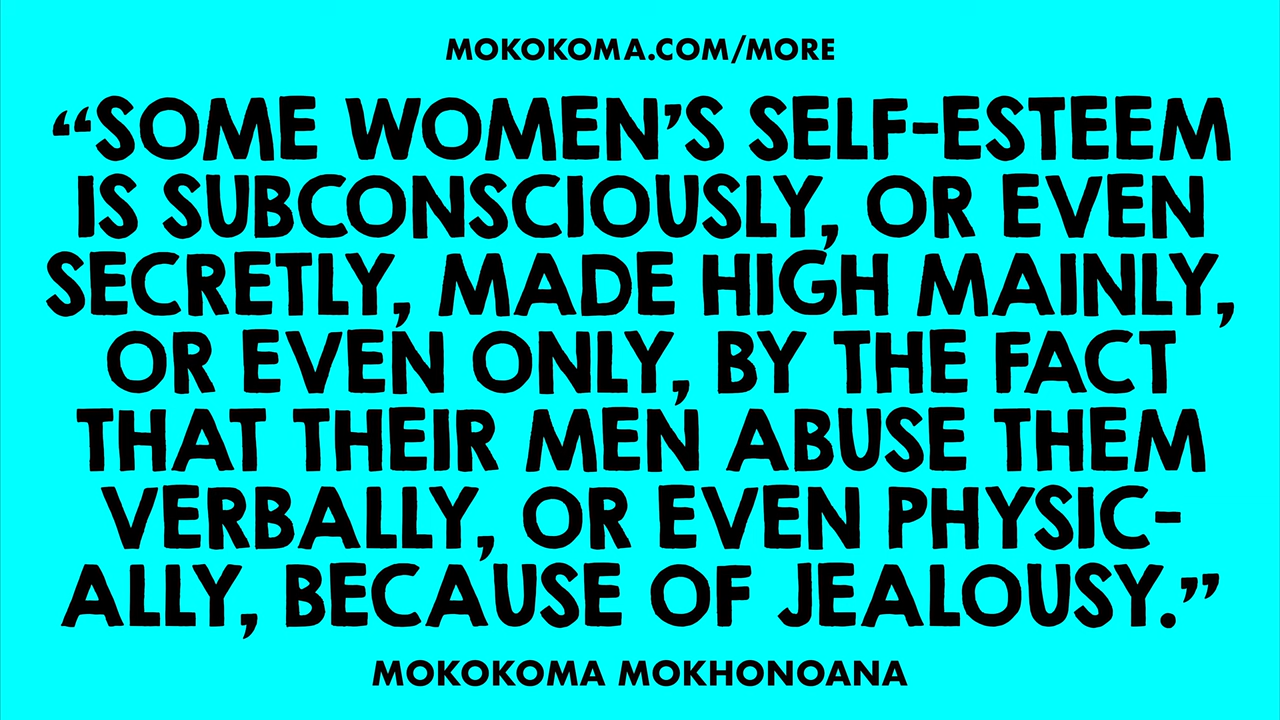 MOKOKOMA.COM/MORE
“SOME WOMEN’S SELF-ESTEEM
IS SUBCONSCIOUSLY, OR EVEN
SECRETLY, MADE HIGH MAINLY,
OR EVEN ONLY, BY THE FACT
THAT THEIR MEN ABUSE THEM
VERBALLY, OR EVEN PHYSIC-
ALLY, BECAUSE OF JEALOUSY.”
MOKOKOMA MOKHONOANA